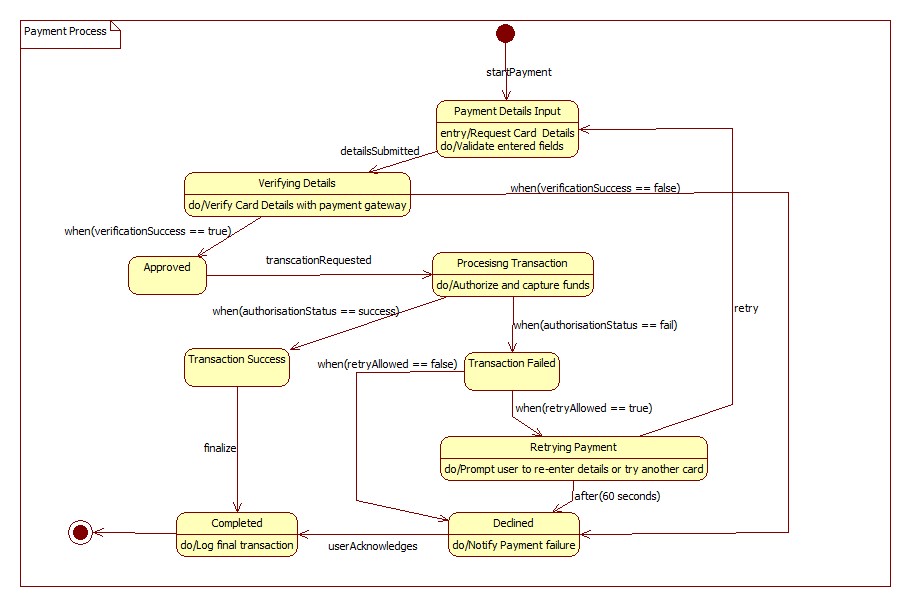 Payment Process
startPayment
Payment Details Input
entry/Request Card Details
do/Validate entered fields
detailsSubmitted
Verifying Details
do/Verify Card Details with payment gateway
when(verificationSuccess == false)
when(verificationSuccess == true)
Approved
transcationRequested
Procesisng Transaction
do/Authorize and capture funds
when(authorisationStatus == success)
when(authorisationStatus == fail)
retry
Transaction Success
when(retryAllowed == false)
Transaction Failed
when(retryAllowed == true)
finalize
Retrying Payment
do/Prompt user to re-enter details or try another card
after(60 seconds)
Completed
do/Log final transaction
userAcknowledges
Declined
do/Notify Payment failure